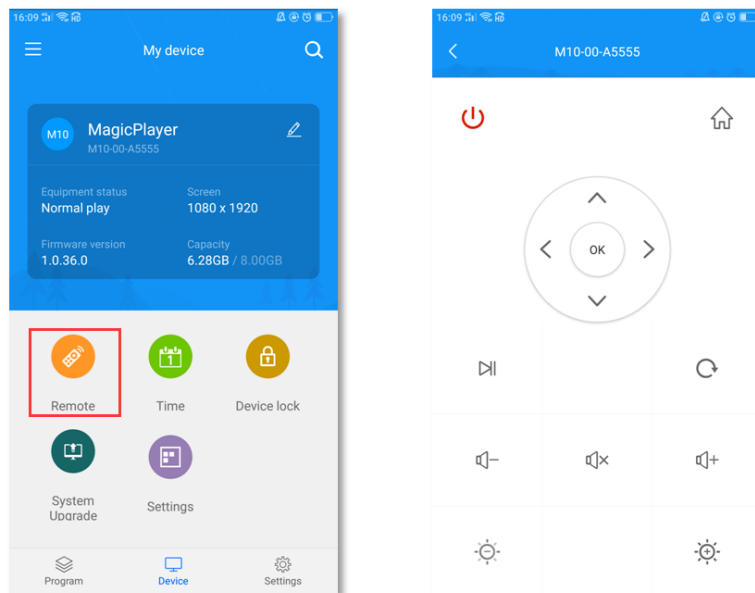 16:09
My device
M10
MagicPlayer
M10-00-A5555
Equipment status
Normal play
Screen
1080 x 1920
Firmware version
1.0.36.0
Capacity
6.28GB / 8.00GB
Remote
Time
1
Device lock
System
Upgrade
Settings
Program
Device
Settings
16:09
M10-00-A5555
OK